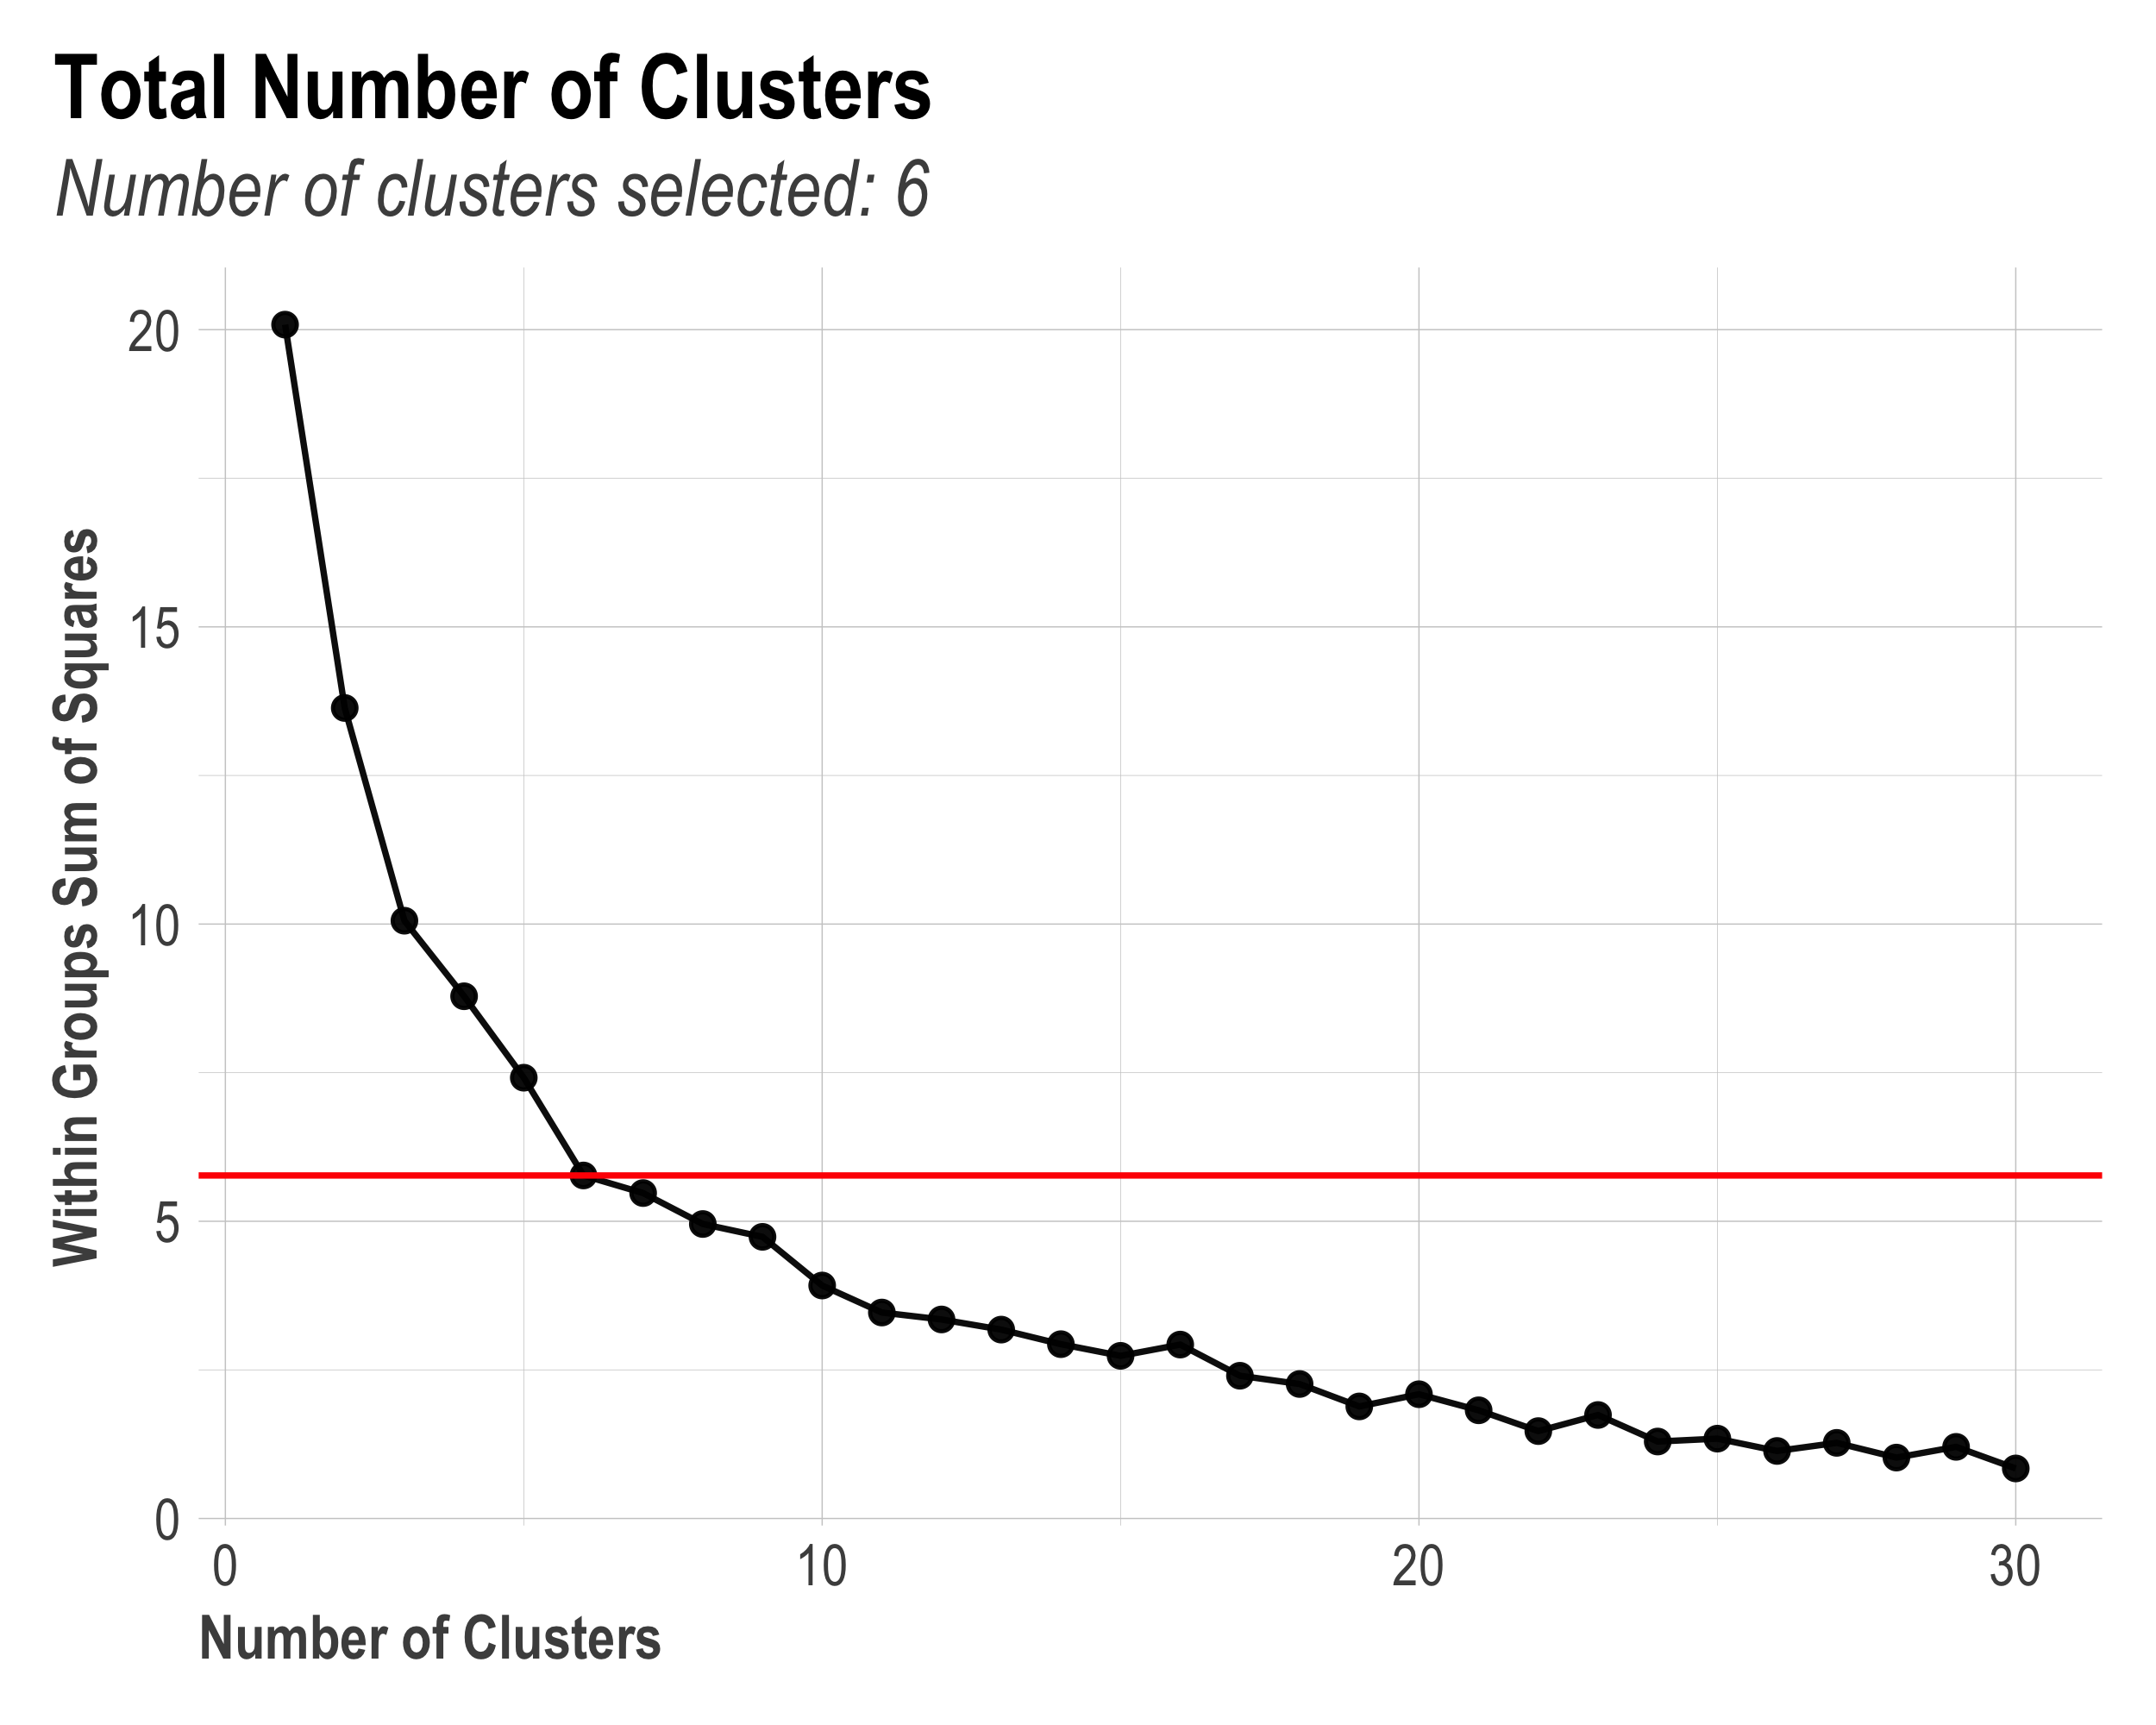 Total Number of Clusters
Number of clusters selected: 6
Within Groups Sum of Squares
20
15
10
5
0
0 10 20 30
Number of Clusters